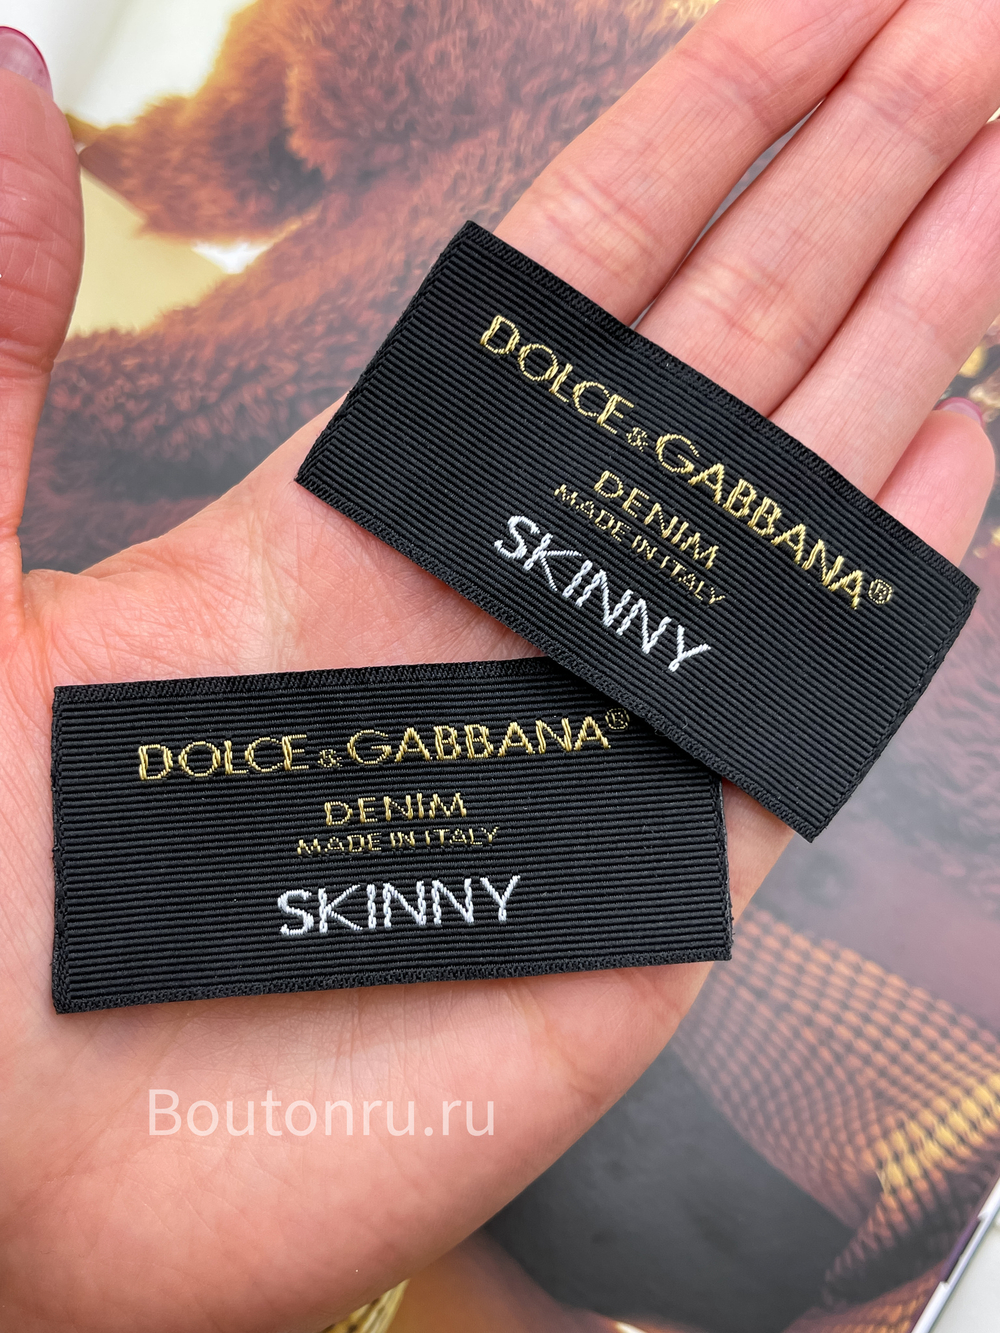 DOLCE & GABBANA®
DENIM
MADE IN ITALY
SKINNY
DOLCE & GABBANA®
DENIM
MADE IN ITALY
SKINNY
Boutonru.ru